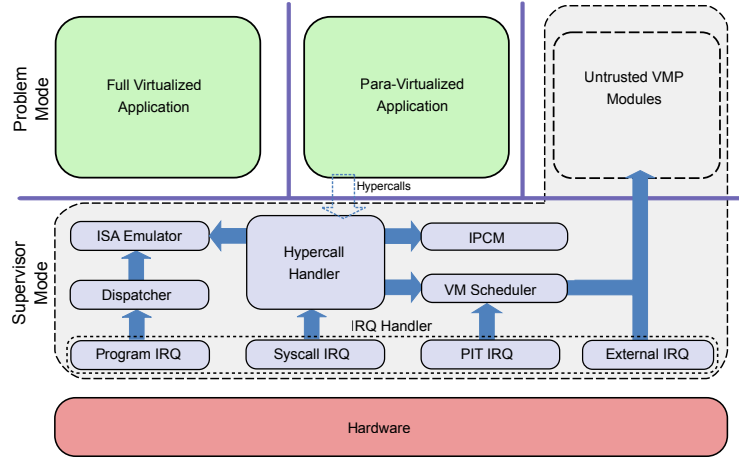 Problem
Mode
Full Virtualized
Application
Para-Virtualized
Application
Untrusted VMP
Modules
Hypercalls
Supervisor
Mode
ISA Emulator
Hypercall
Handler
IPCM
Dispatcher
VM Scheduler
IRQ Handler
Program IRQ
Syscall IRQ
PIT IRQ
External IRQ
Hardware